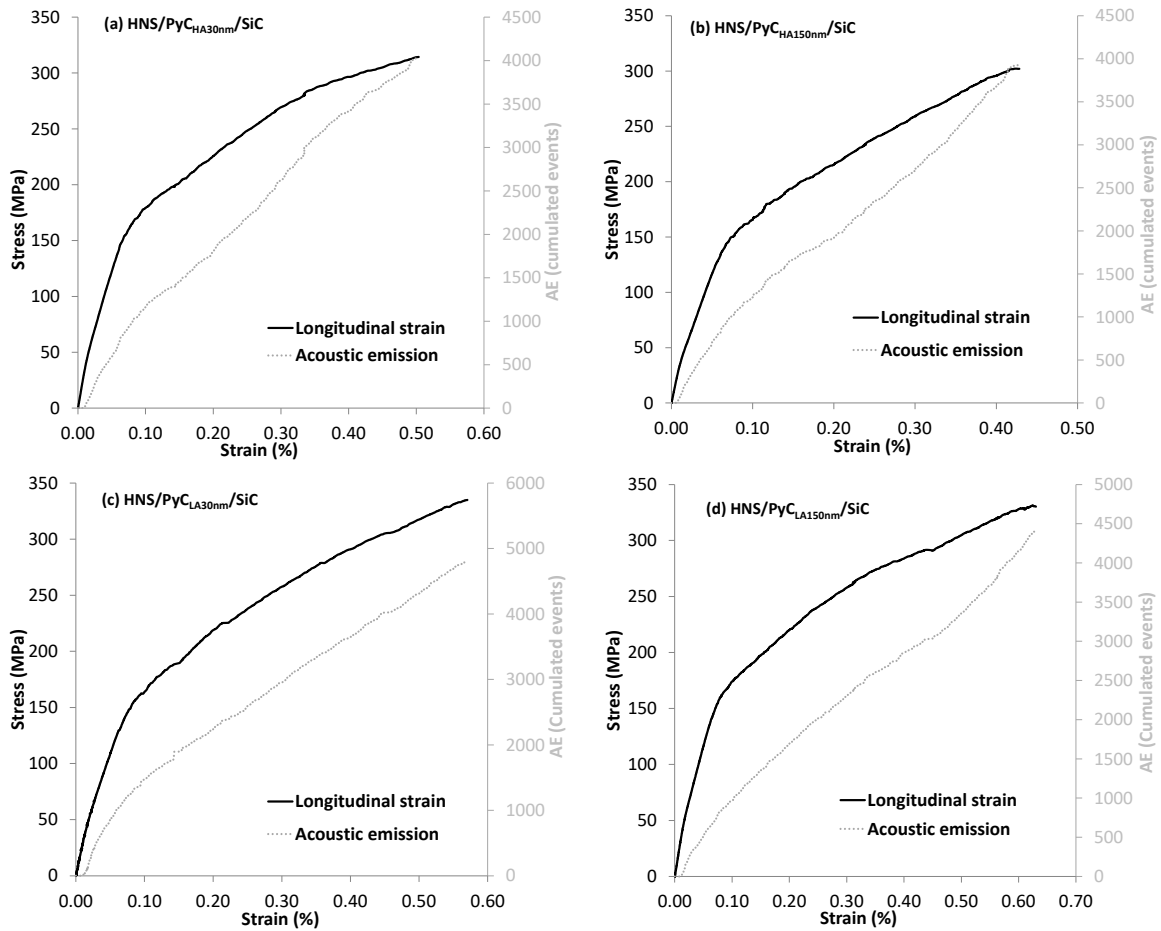 (a) HNS/PyCHA30nm/SiC
350
300
250
200
150
100
50
0
Stress (MPa)
4500
4000
3500
3000
2500
2000
1500
1000
500
0
AE (cumulated events)
Longitudinal strain
Acoustic emission
0.00 0.10 0.20 0.30 0.40 0.50 0.60
Strain (%)
(b) HNS/PyCHA150nm/SiC
350
300
250
200
150
100
50
0
Stress (MPa)
4500
4000
3500
3000
2500
2000
1500
1000
500
0
AE (cumulated events)
Longitudinal strain
Acoustic emission
0.00 0.10 0.20 0.30 0.40 0.50
Strain (%)
(c) HNS/PyCLA30nm/SiC
350
300
250
200
150
100
50
0
Stress (MPa)
6000
5000
4000
3000
2000
1000
0
AE (Cumulated events)
Longitudinal strain
Acoustic emission
0.00 0.10 0.20 0.30 0.40 0.50 0.60
Strain (%)
(d) HNS/PyCLA150nm/SiC
350
300
250
200
150
100
50
0
Stress (MPa)
5000
4500
4000
3500
3000
2500
2000
1500
1000
500
0
AE (Cumulated events)
Longitudinal strain
Acoustic emission
0.00 0.10 0.20 0.30 0.40 0.50 0.60 0.70
Strain (%)